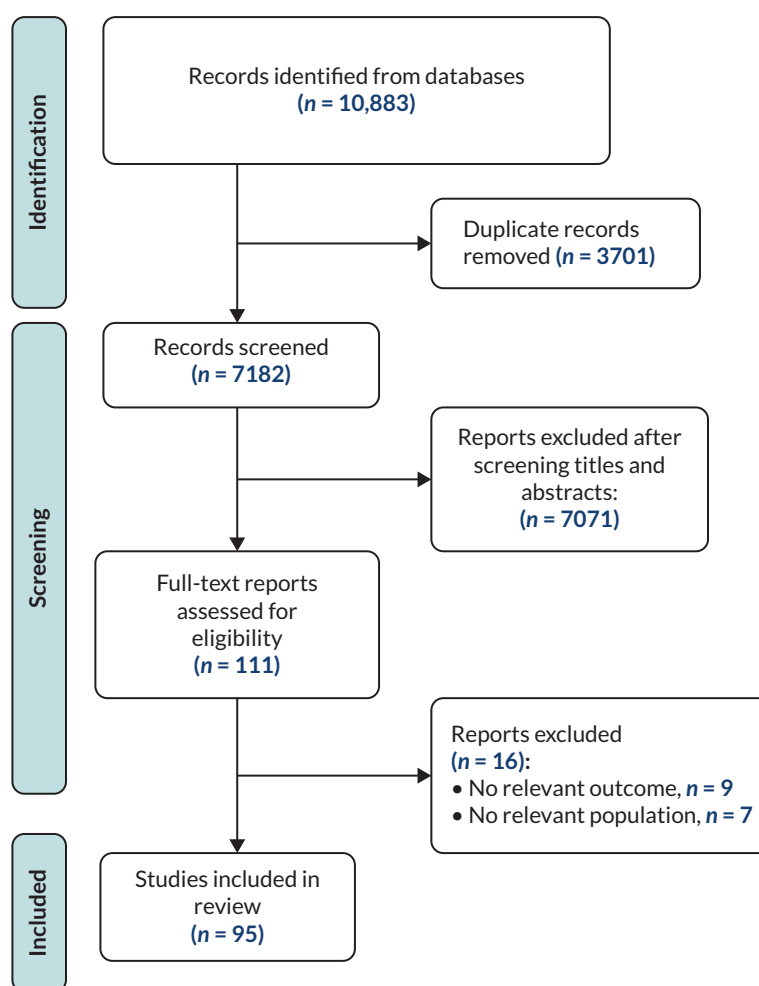 Identification
Records identified from databases
(n = 10,883)
Duplicate records
removed (n = 3701)
Screening
Records screened
(n = 7182)
Reports excluded after
screening titles and
abstracts:
(n = 7071)
Full-text reports
assessed for
eligibility
(n = 111)
Reports excluded
(n = 16):
• No relevant outcome, n = 9
• No relevant population, n = 7
Included
Studies included in
review
(n = 95)